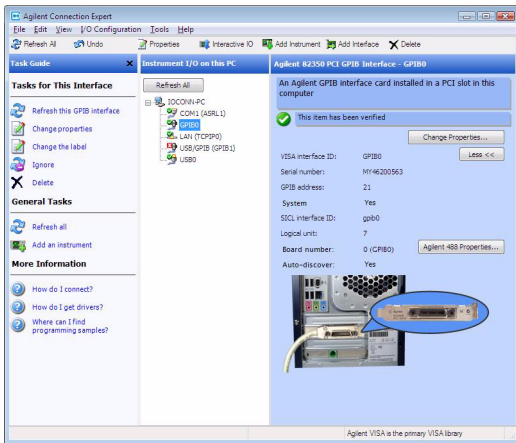 Agilent Connection Expert
File Edit View I/O Configuration Tools Help
Refresh All Undo Properties Interactive IO Add Instrument Add Interface Delete
Task Guide
Tasks for This Interface
Refresh this GPIB interface
Change properties
Change the label
Ignore
Delete
General Tasks
Refresh all
Add an instrument
More Information
How do I connect?
How do I get drivers?
Where can I find
programming samples?
Instrument I/O on this PC
Refresh All
IOCONN-PC
COM1 (ASRL1)
GPIB0
LAN (TCPIP0)
USB/GPIB (GPIB1)
USB0
Agilent 82350 PCI GPIB Interface - GPIB0
An Agilent GPIB interface card installed in a PCI slot in this
computer
This item has been verified
Change Properties...
VISA interface ID: GPIB0
Less <<
Serial number: MY46200563
GPIB address: 21
System Yes
SICL interface ID: gpib0
Logical unit: 7
Board number: 0 (GPIB0)
Agilent 488 Properties...
Auto-discover: Yes
Agilent VISA is the primary VISA library